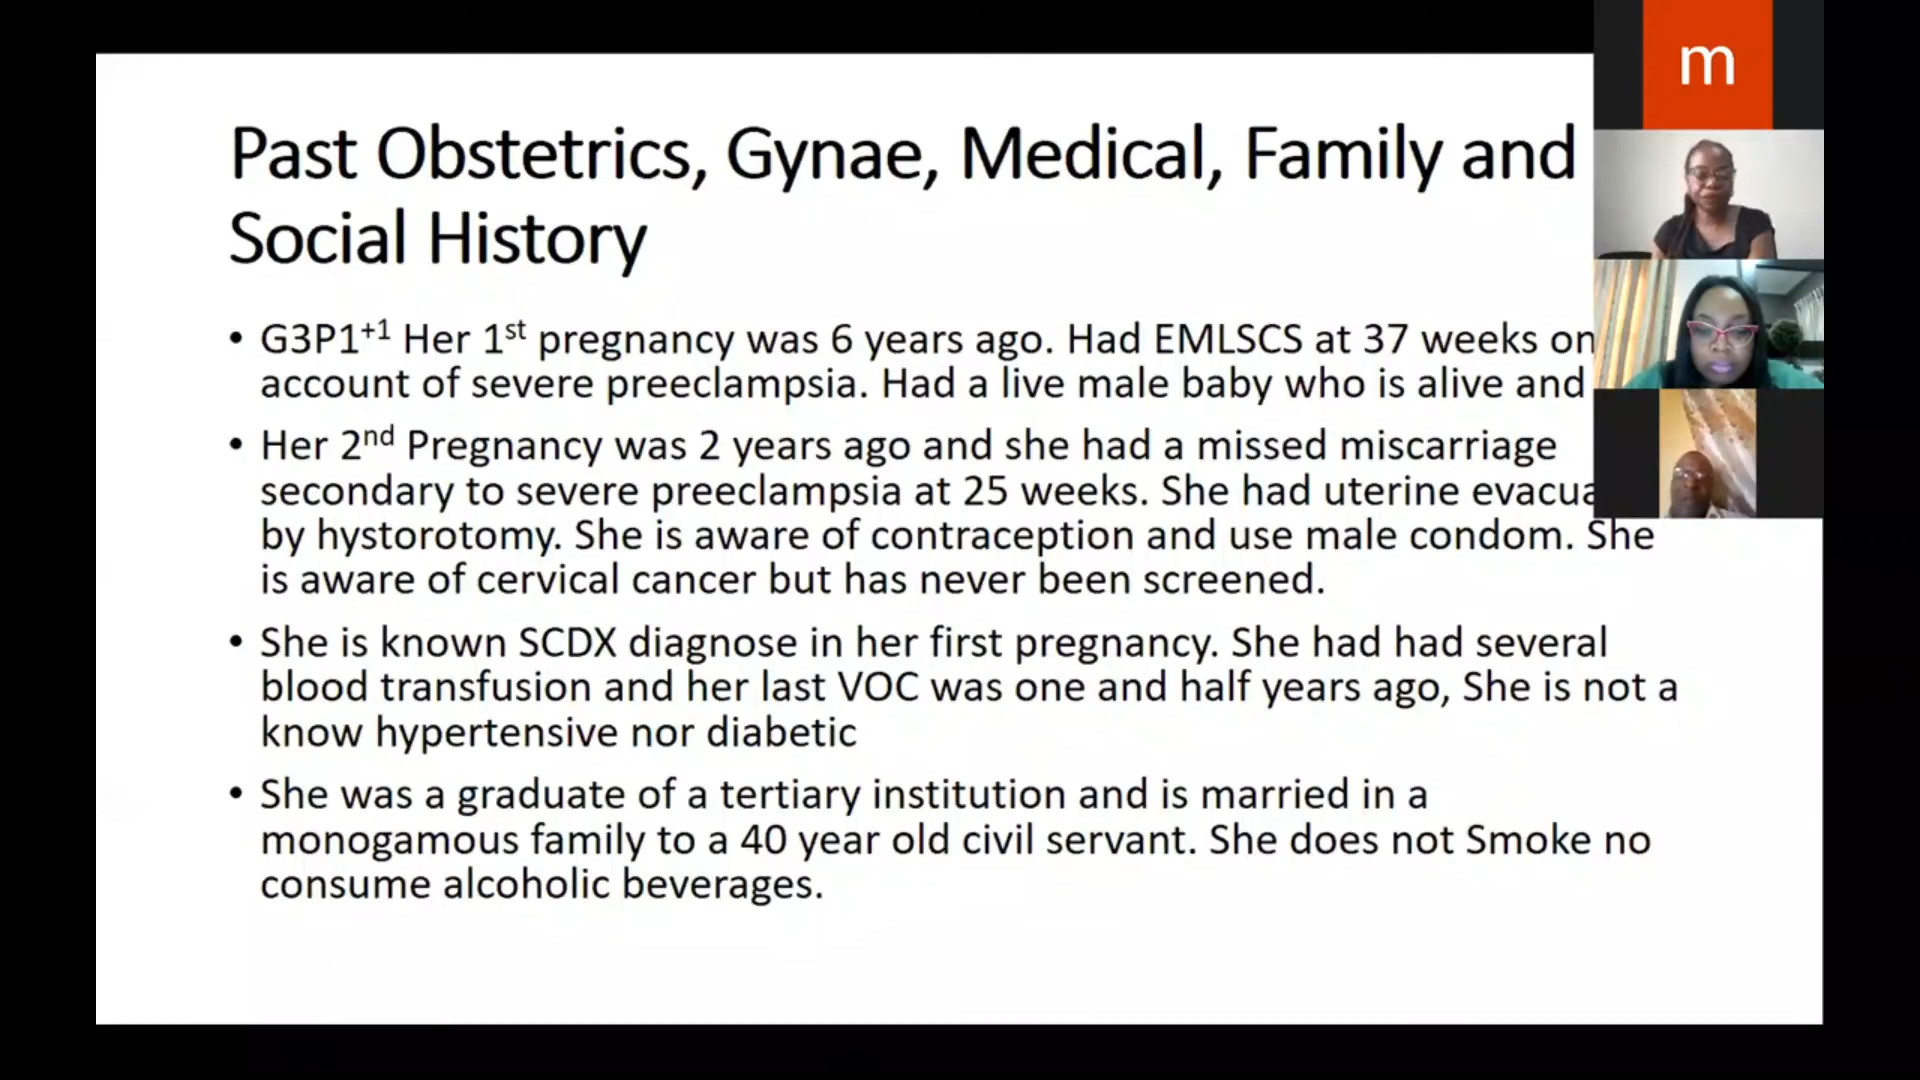 Past Obstetrics, Gynae, Medical, Family and
Social History
• G3P1+1 Her 1st pregnancy was 6 years ago. Had EMLSCS at 37 weeks on
account of severe preeclampsia. Had a live male baby who is alive and
• Her 2nd Pregnancy was 2 years ago and she had a missed miscarriage
secondary to severe preeclampsia at 25 weeks. She had uterine
by hystorotomy. She is aware of contraception and use male condom. She
is aware of cervical cancer but has never been screened.
• She is known SCDX diagnose in her first pregnancy. She had had several
blood transfusion and her last VOC was one and half years ago, She is not a
know hypertensive nor diabetic
• She was a graduate of a tertiary institution and is married in a
monogamous family to a 40 year old civil servant. She does not Smoke no
consume alcoholic beverages.
m